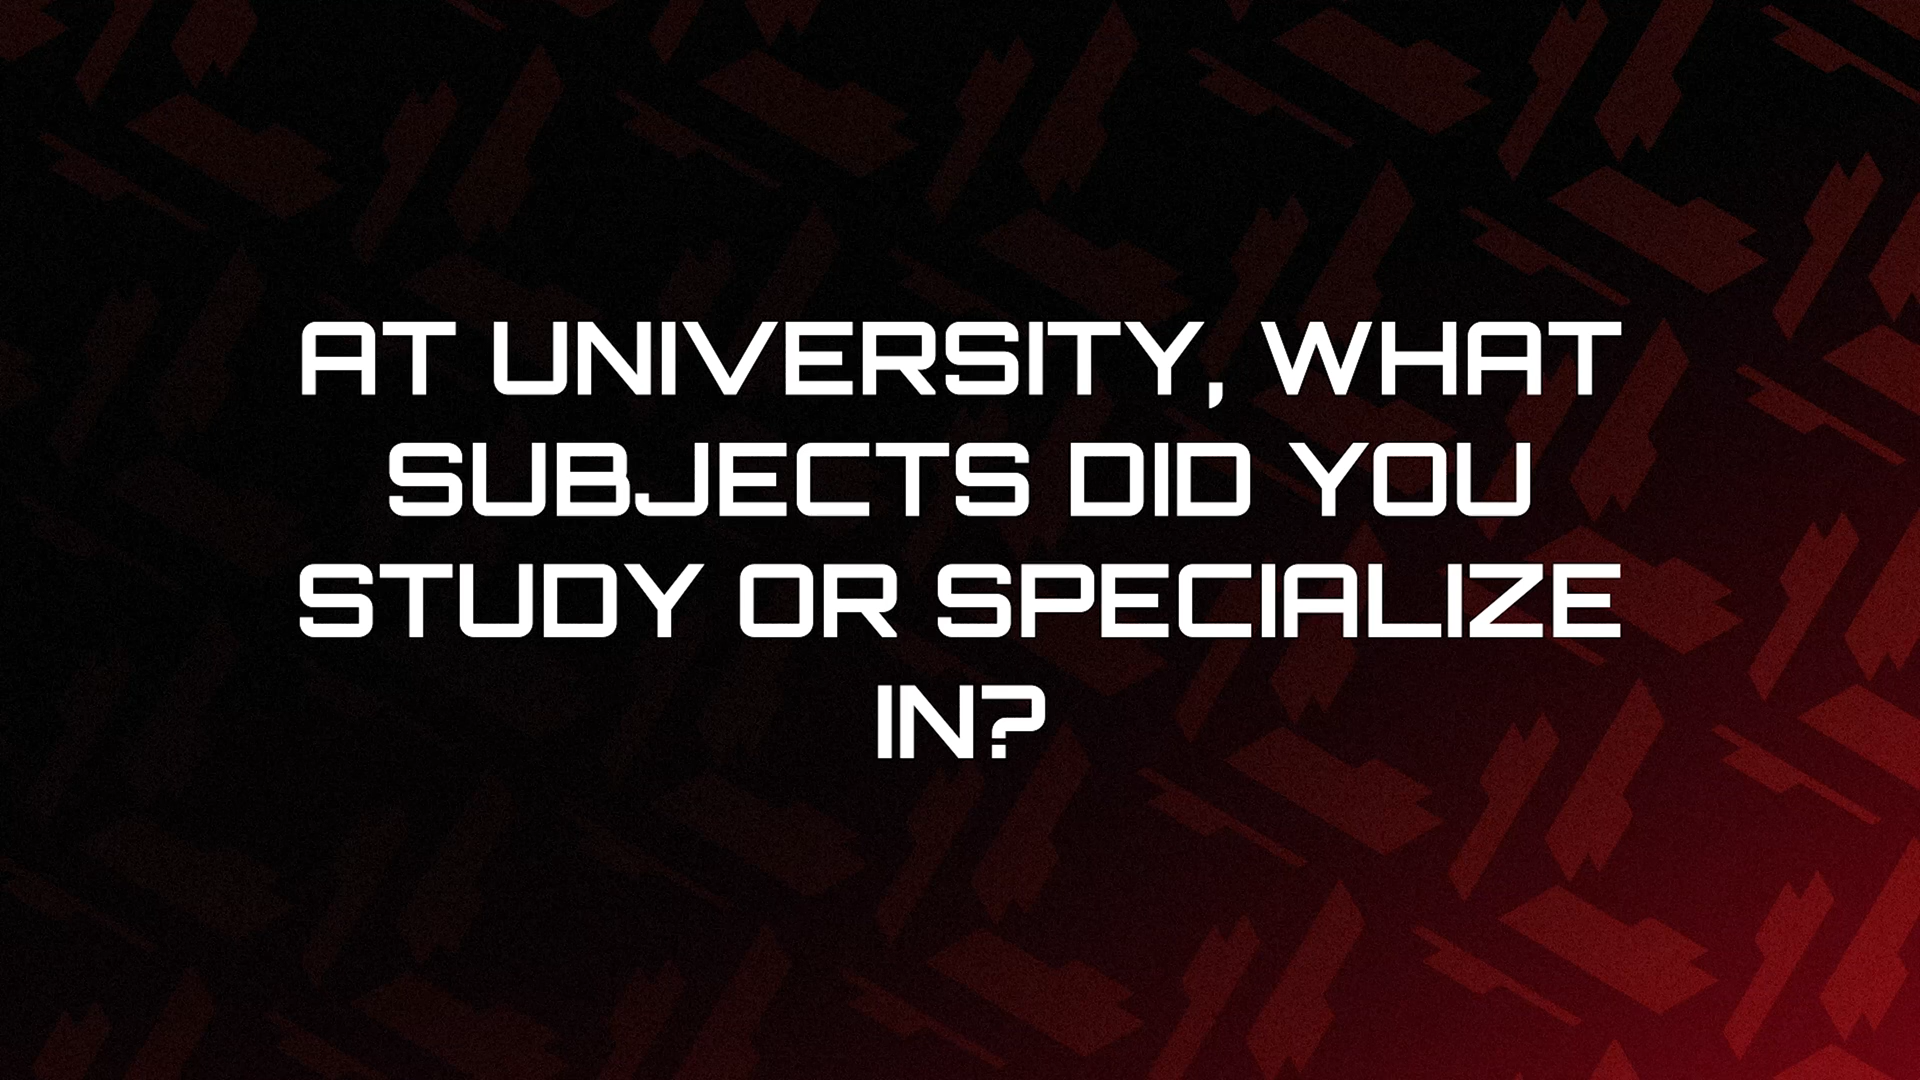 AT UNIVERSITY, WHAT
SUBJECTS DID YOU
STUDY OR SPECIALIZE
IN?